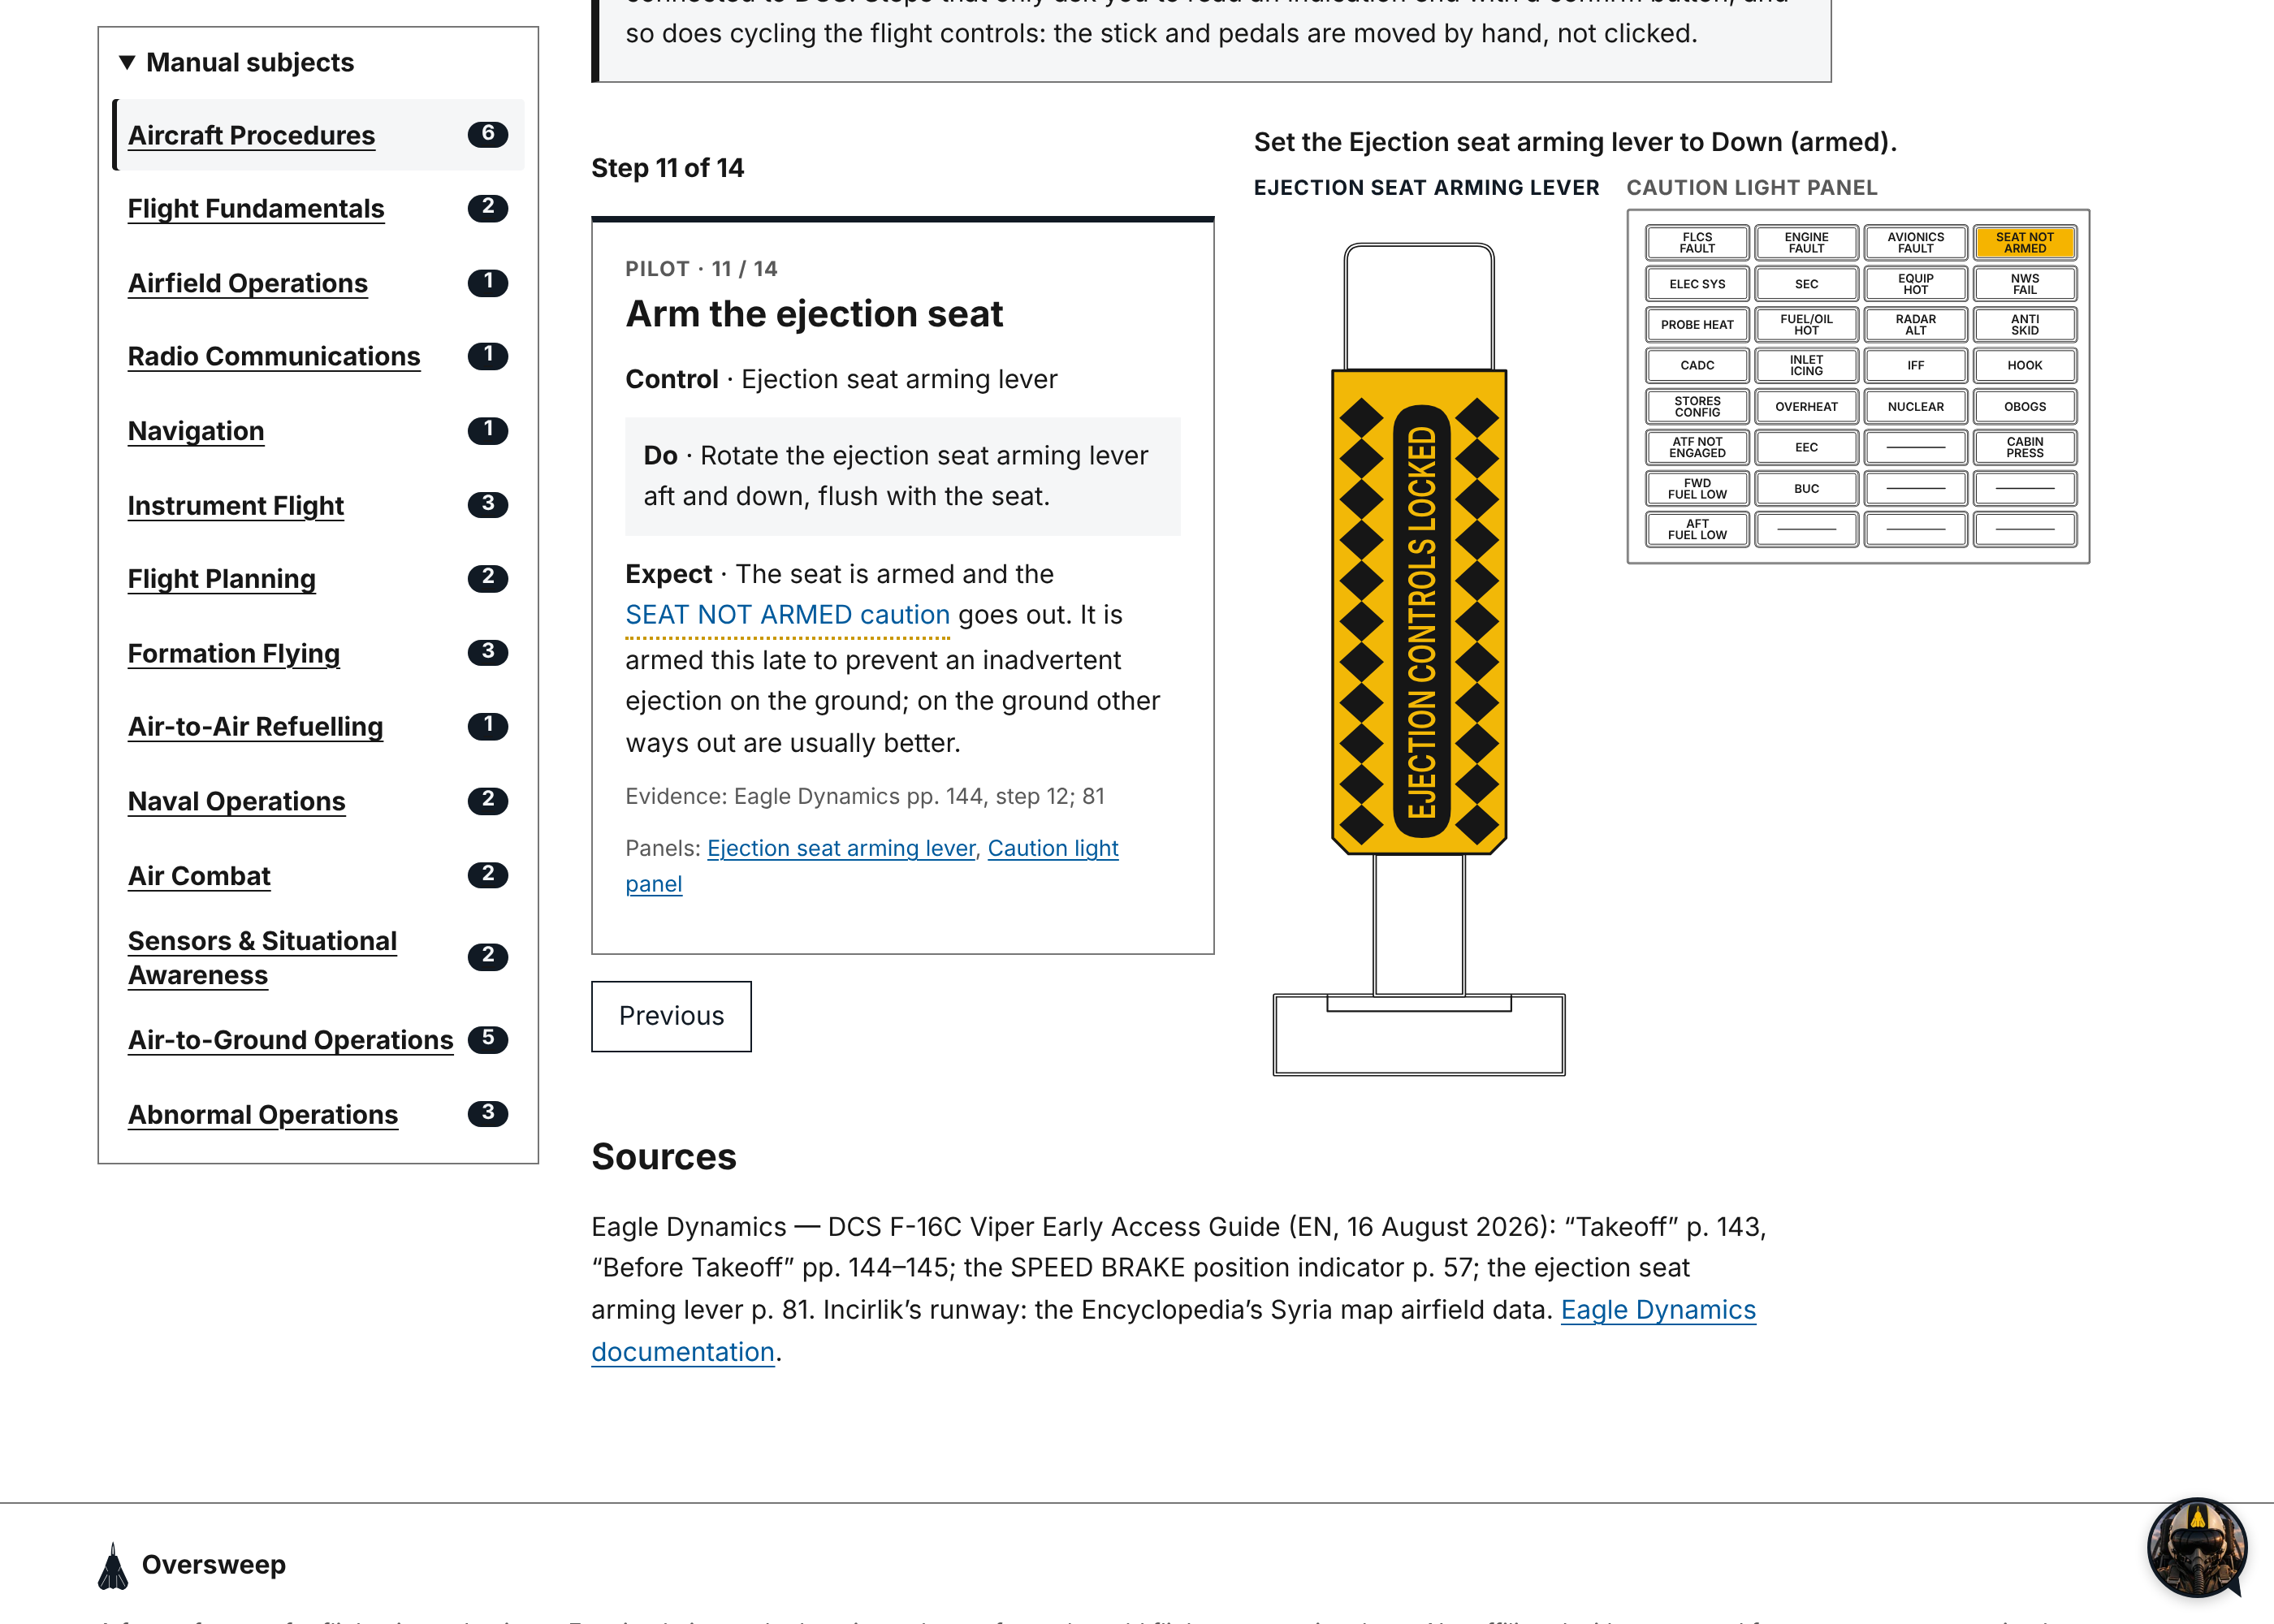 so does cycling the flight controls: the stick and pedals are moved by hand, not clicked.
▼ Manual subjects
Aircraft Procedures 6
Flight Fundamentals 2
Airfield Operations 1
Radio Communications 1
Navigation 1
Instrument Flight 3
Flight Planning 2
Formation Flying 3
Air-to-Air Refuelling 1
Naval Operations 2
Air Combat 2
Sensors & Situational
Awareness 2
Air-to-Ground Operations 5
Abnormal Operations 3
Step 11 of 14
PILOT · 11 / 14
Arm the ejection seat
Control · Ejection seat arming lever
Do · Rotate the ejection seat arming lever
aft and down, flush with the seat.
Expect · The seat is armed and the
SEAT NOT ARMED caution goes out. It is
armed this late to prevent an inadvertent
ejection on the ground; on the ground other
ways out are usually better.
Evidence: Eagle Dynamics pp. 144, step 12; 81
Panels: Ejection seat arming lever, Caution light
panel
Previous
Set the Ejection seat arming lever to Down (armed).
EJECTION SEAT ARMING LEVER
EJECTION CONTROLS LOCKED
CAUTION LIGHT PANEL
FLCS
FAULT
ENGINE
FAULT
AVIONICS
FAULT
SEAT NOT
ARMED
ELEC SYS
SEC
EQUIP
HOT
NWS
FAIL
PROBE HEAT
FUEL/OIL
HOT
RADAR
ALT
ANTI
SKID
CADC
INLET
ICING
IFF
HOOK
STORES
CONFIG
OVERHEAT
NUCLEAR
OBOGS
ATF NOT
ENGAGED
EEC
CABIN
PRESS
FWD
FUEL LOW
BUC
AFT
FUEL LOW
Sources
Eagle Dynamics — DCS F-16C Viper Early Access Guide (EN, 16 August 2026): “Takeoff” p. 143,
“Before Takeoff” pp. 144–145; the SPEED BRAKE position indicator p. 57; the ejection seat
arming lever p. 81. Incirlik’s runway: the Encyclopedia’s Syria map airfield data. Eagle Dynamics
documentation.
Oversweep